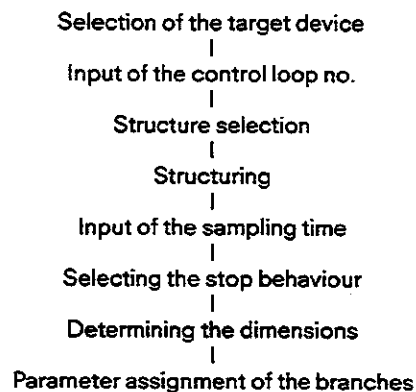 Selection of the target device
Input of the control loop no.
Structure selection
Structuring
Input of the sampling time
Selecting the stop behaviour
Determining the dimensions
Parameter assignment of the branches